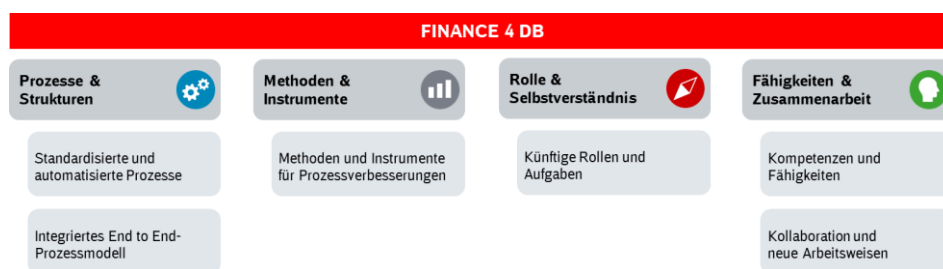 FINANCE 4 DB
Prozesse &
Strukturen
Methoden &
Instrumente
Rolle &
Selbstverständnis
Fähigkeiten &
Zusammenarbeit
Standardisierte und
automatisierte Prozesse
Methoden und Instrumente
für Prozessverbesserungen
Künftige Rollen und
Aufgaben
Kompetenzen und
Fähigkeiten
Integriertes End to End-
Prozessmodell
Kollaboration und
neue Arbeitsweisen